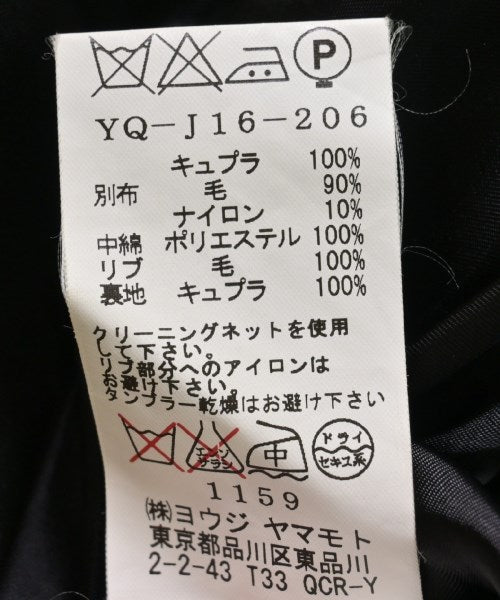 P
YQ-J16-206
キュプラ 100%
別布 毛 90%
ナイロン 10%
中綿 ポリエステル 100%
リブ 毛 100%
裏地 キュプラ 100%
クリーニングネットを使用
して下さい。
リブ部分へのアイロンは
お避け下さい。
タンブラー乾燥はお避け下さい
エンソ
サラシ
中
ドライ
セキユ系
1159
㈱ヨウジ ヤマモト
東京都品川区東品川
2-2-43 T33 QCR-Y